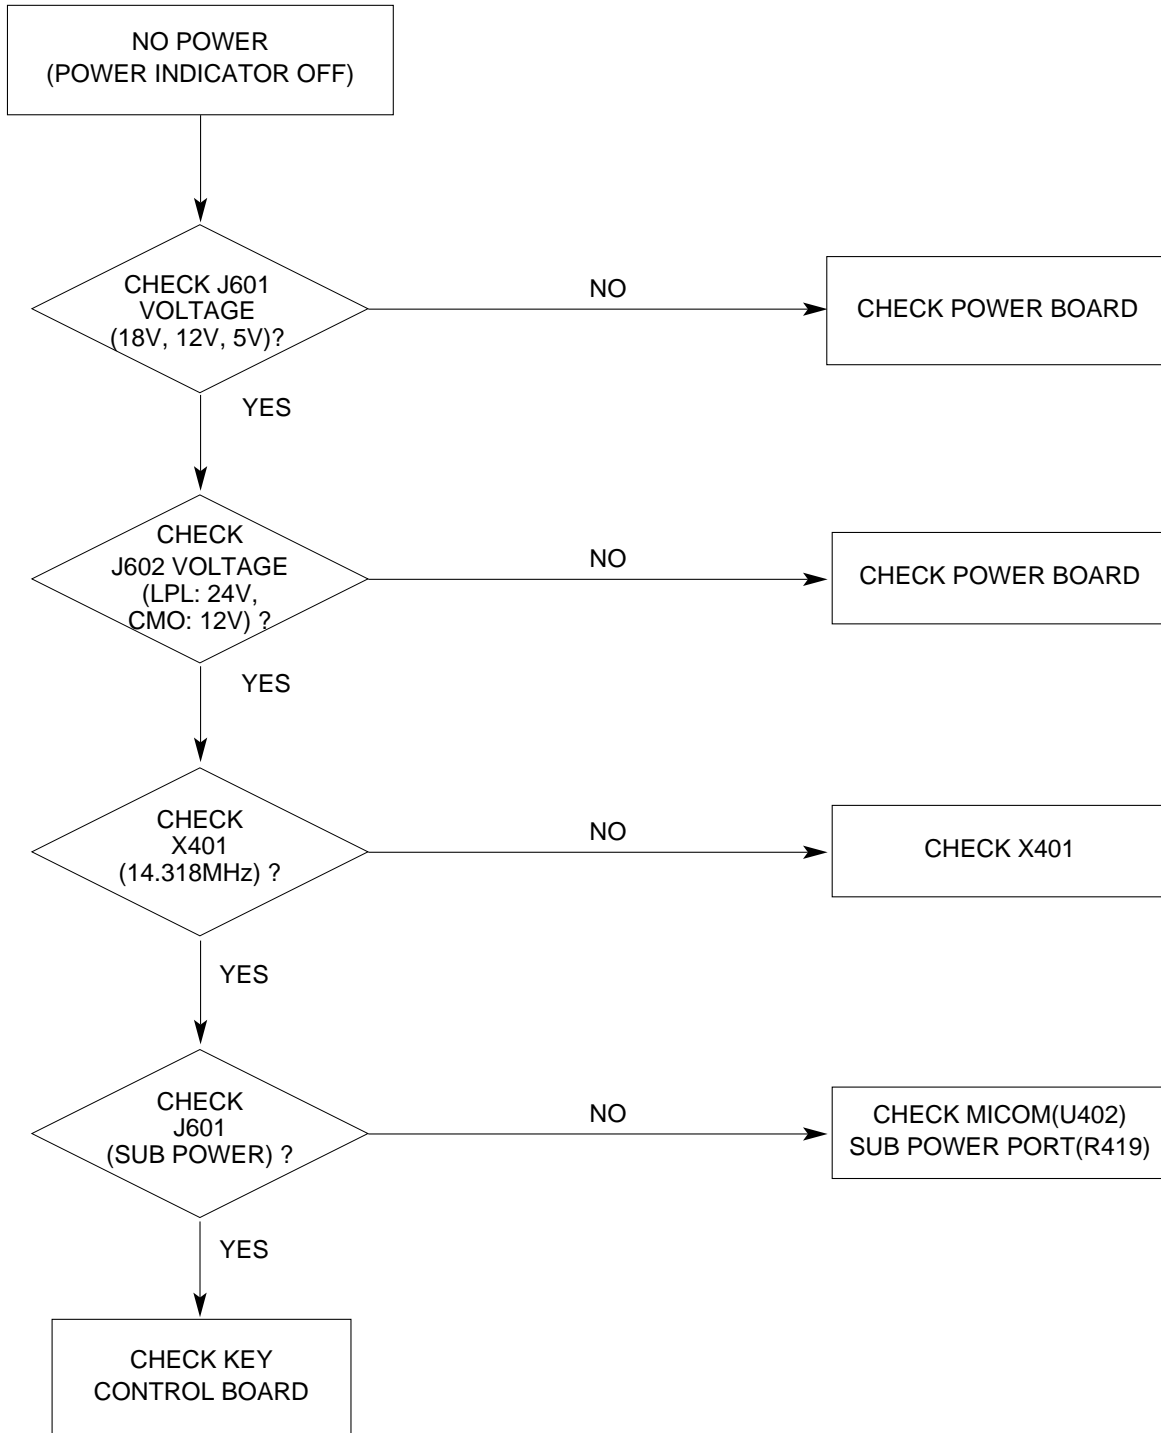 NO POWER
(POWER INDICATOR OFF)
CHECK J601
VOLTAGE
(18V, 12V, 5V)?
NO
CHECK POWER BOARD
YES
CHECK
J602 VOLTAGE
(LPL: 24V,
CMO: 12V) ?
NO
CHECK POWER BOARD
YES
CHECK
X401
(14.318MHz) ?
NO
CHECK X401
YES
CHECK
J601
(SUB POWER) ?
NO
CHECK MICOM(U402)
SUB POWER PORT(R419)
YES
CHECK KEY
CONTROL BOARD